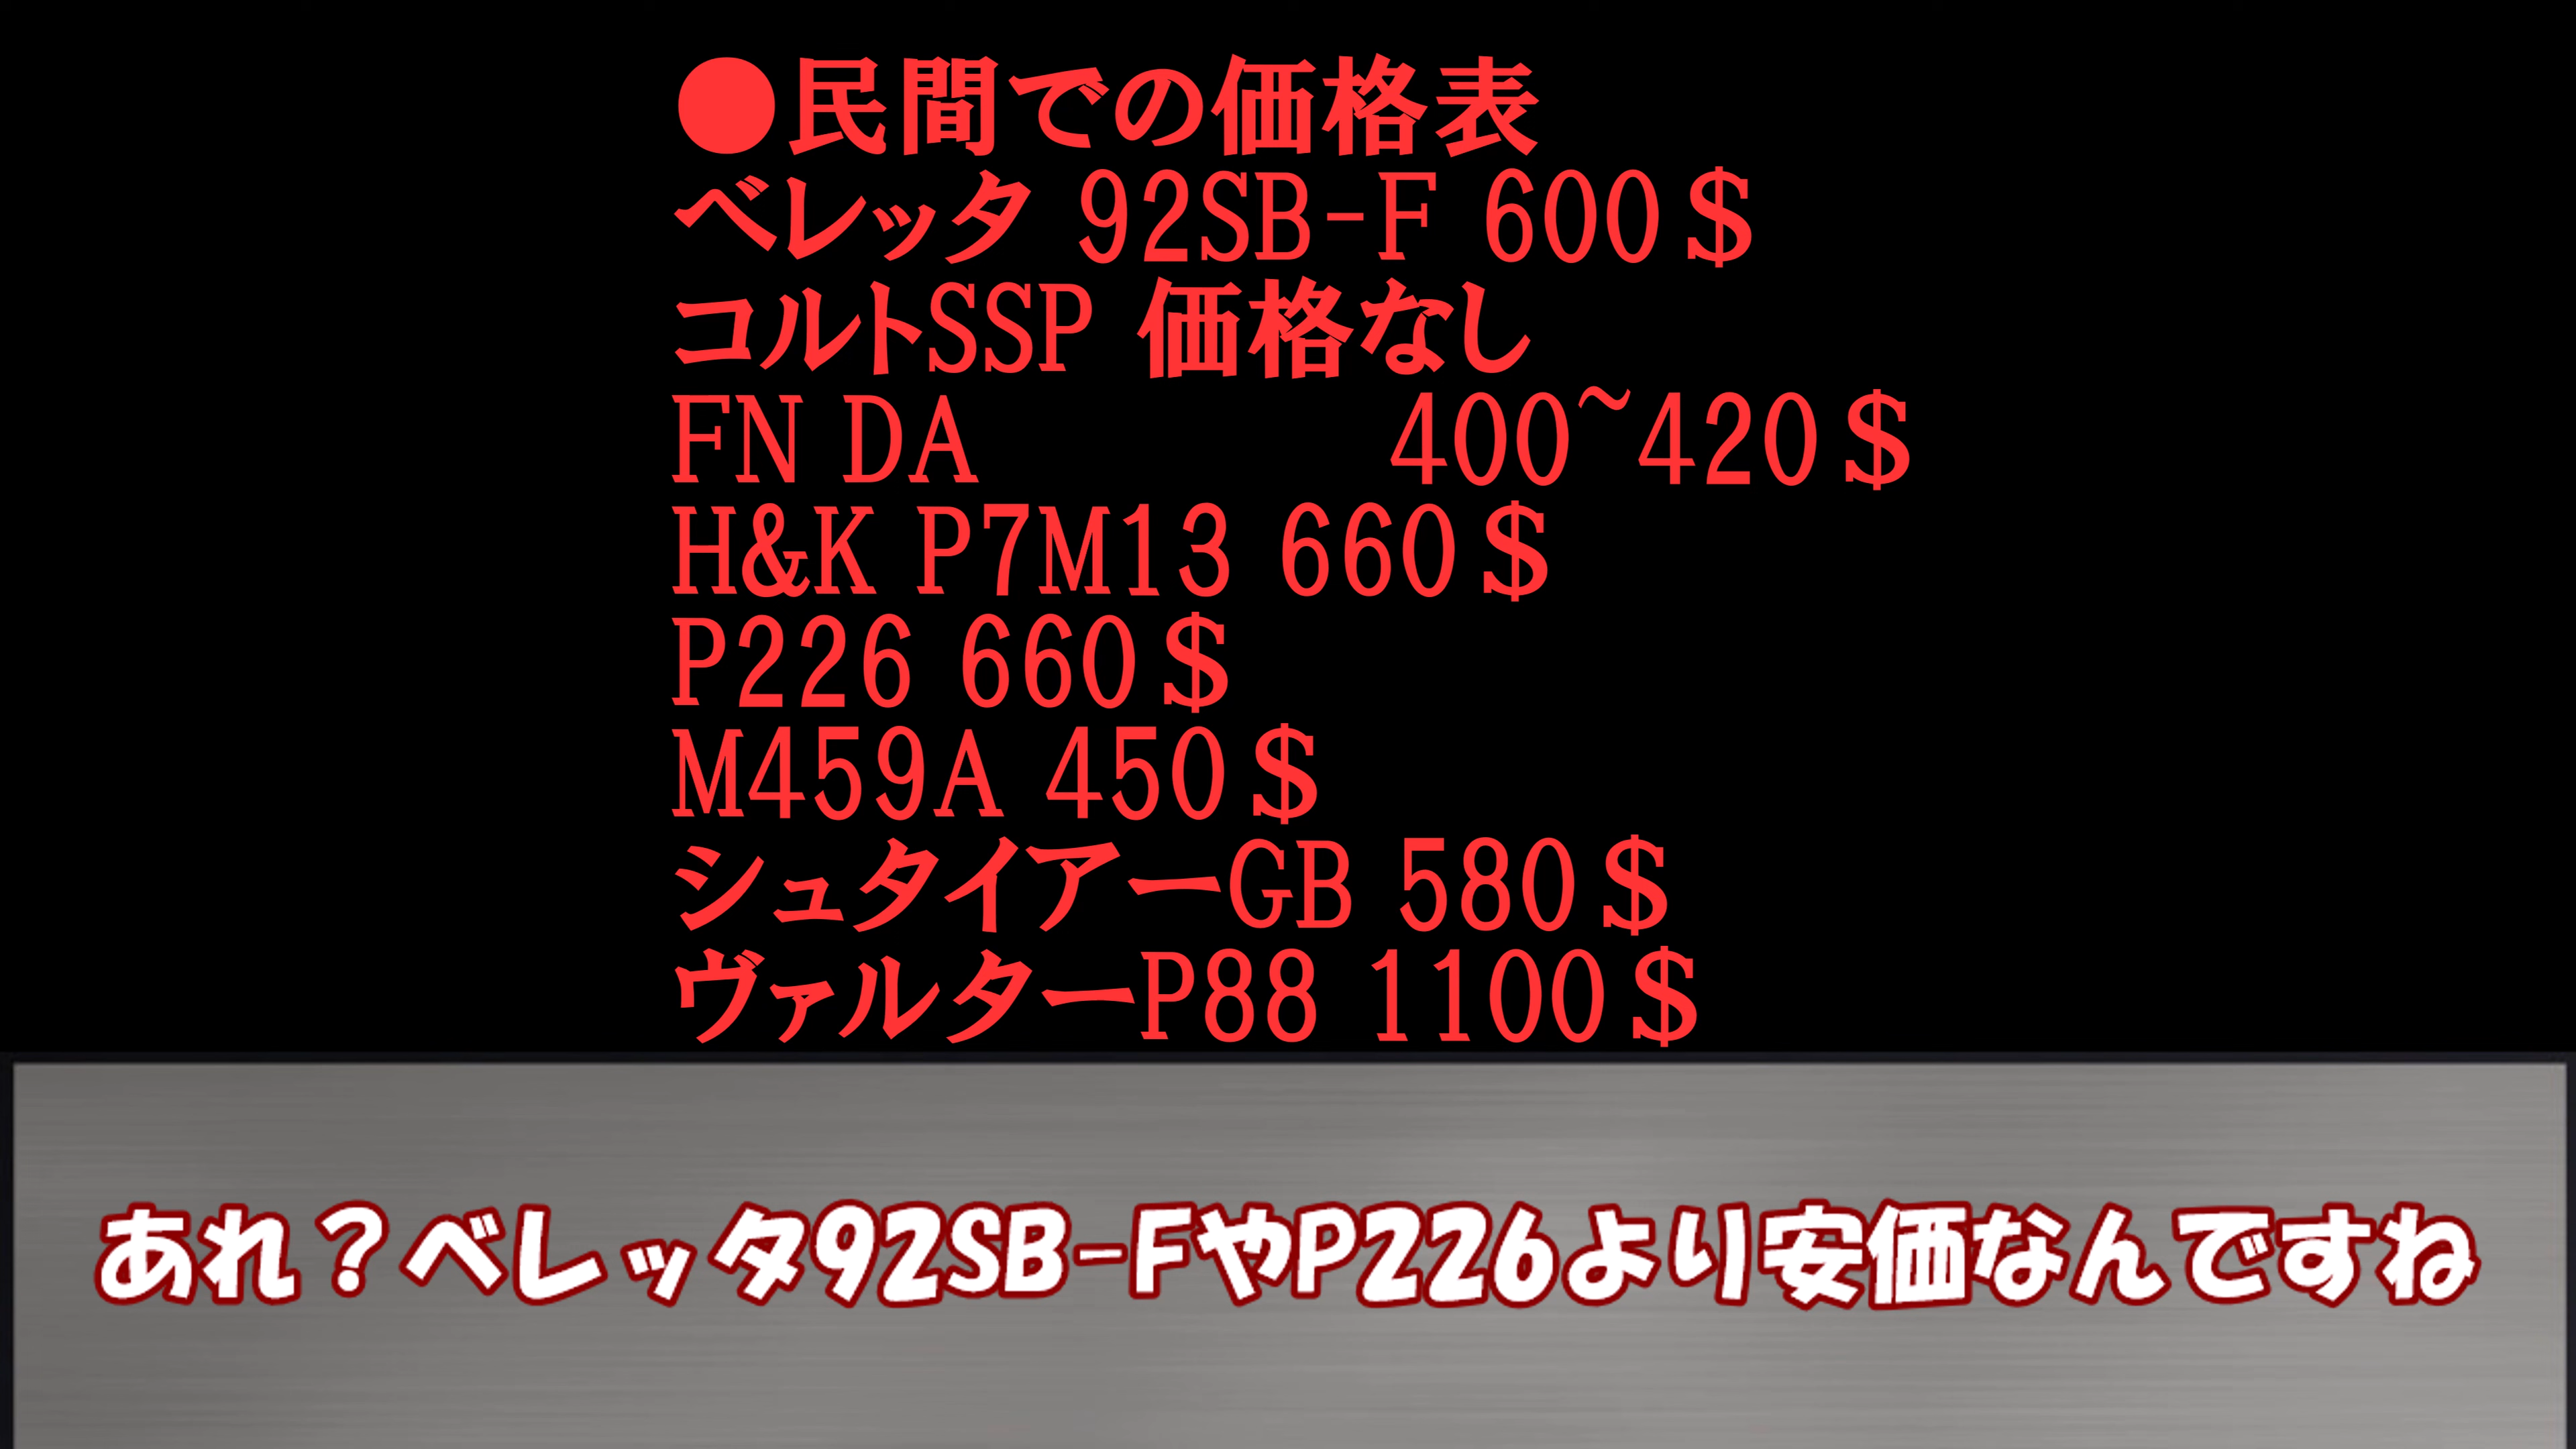 ●民間での価格表
ベレッタ 92SB-F 600＄
コルトSSP 価格なし
FN DA 400~420＄
H&K P7M13 660＄
P226 660＄
M459A 450＄
シュタイアーGB 580＄
ヴァルターP88 1100＄
あれ？ベレッタ92SB-FやP226より安価なんですね